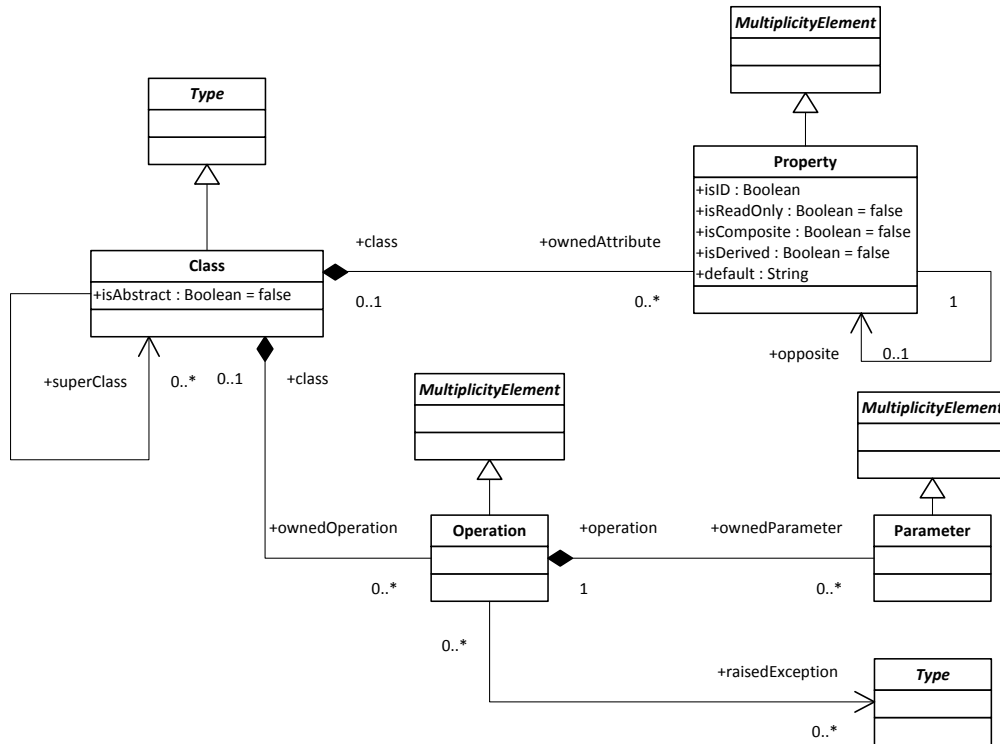 MultiplicityElement
Type
Property
+isID : Boolean
+isReadOnly : Boolean = false
+isComposite : Boolean = false
+isDerived : Boolean = false
+default : String
+class
+ownedAttribute
Class
+isAbstract : Boolean = false
0..1
0..*
1
+opposite
0..1
+superClass
0..*
0..1
+class
MultiplicityElement
MultiplicityElement
+ownedOperation
Operation
+operation
+ownedParameter
Parameter
0..*
1
0..*
0..*
+raisedException
Type
0..*